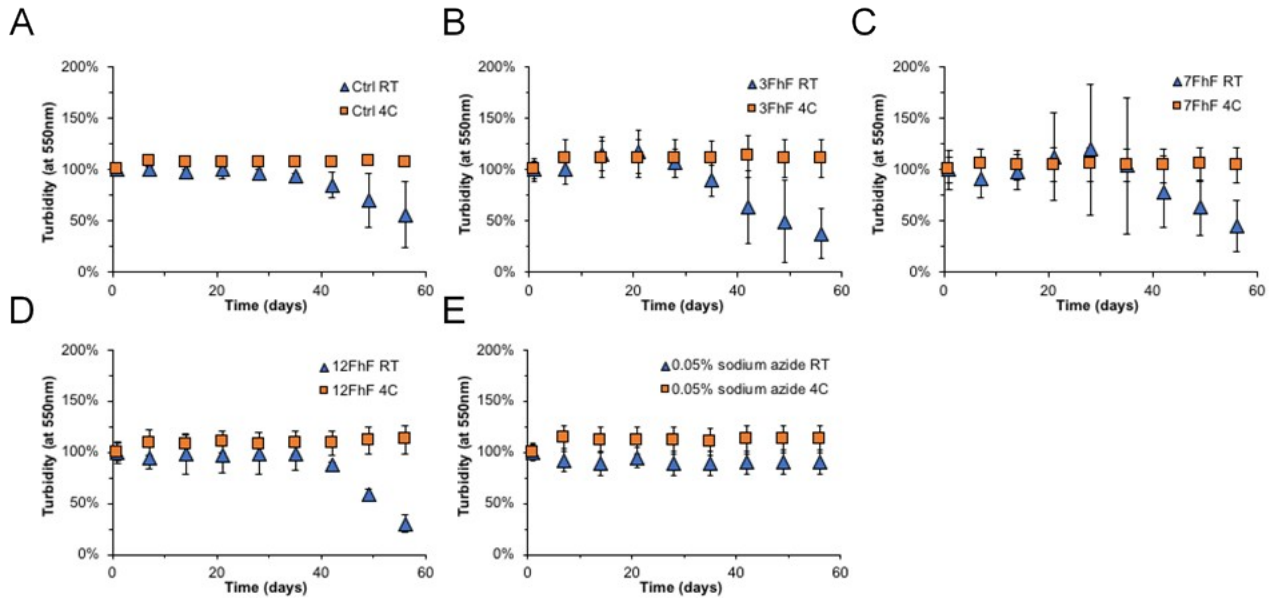 A
200%
150%
100%
50%
0%
Turbidity (at 550nm)
Ctrl RT
Ctrl 4C
0 20 40 60
Time (days)
B
200%
150%
100%
50%
0%
Turbidity (at 550nm)
3FhF RT
3FhF 4C
0 20 40 60
Time (days)
C
200%
150%
100%
50%
0%
Turbidity (at 550nm)
7FhF RT
7FhF 4C
0 20 40 60
Time (days)
D
200%
150%
100%
50%
0%
Turbidity (at 550nm)
12FhF RT
12FhF 4C
0 20 40 60
Time (days)
E
200%
150%
100%
50%
0%
Turbidity (at 550nm)
0.05% sodium azide RT
0.05% sodium azide 4C
0 20 40 60
Time (days)